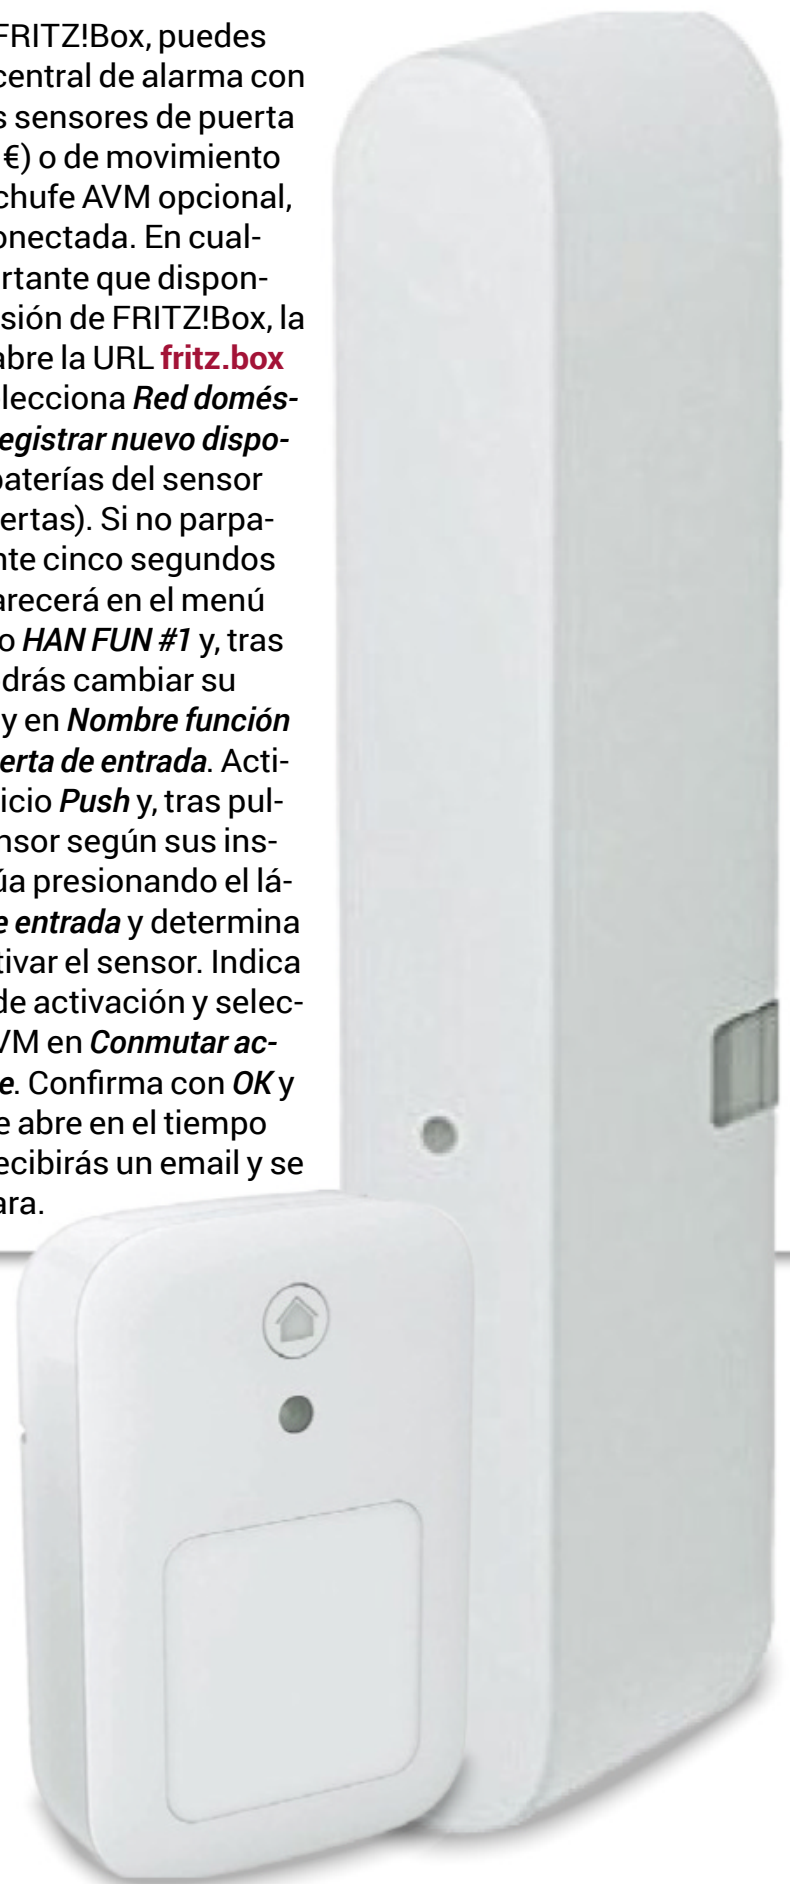 FRITZ!Box, puedes
central de alarma con
s sensores de puerta
€) o de movimiento
chufe AVM opcional,
onectada. En cual-
rtante que dispon-
sión de FRITZ!Box, la
abre la URL fritz.box
lecciona Red domés-
egistrar nuevo dispo-
baterías del sensor
ertas). Si no parpa-
nte cinco segundos
arecerá en el menú
o HAN FUN #1 y, tras
drás cambiar su
y en Nombre función
erta de entrada. Acti-
icio Push y, tras pul-
nsor según sus ins-
úa presionando el lá-
e entrada y determina
tivar el sensor. Indica
de activación y selec-
VM en Conmutar ac-
e. Confirma con OK y
e abre en el tiempo
ecibirás un email y se
ara.